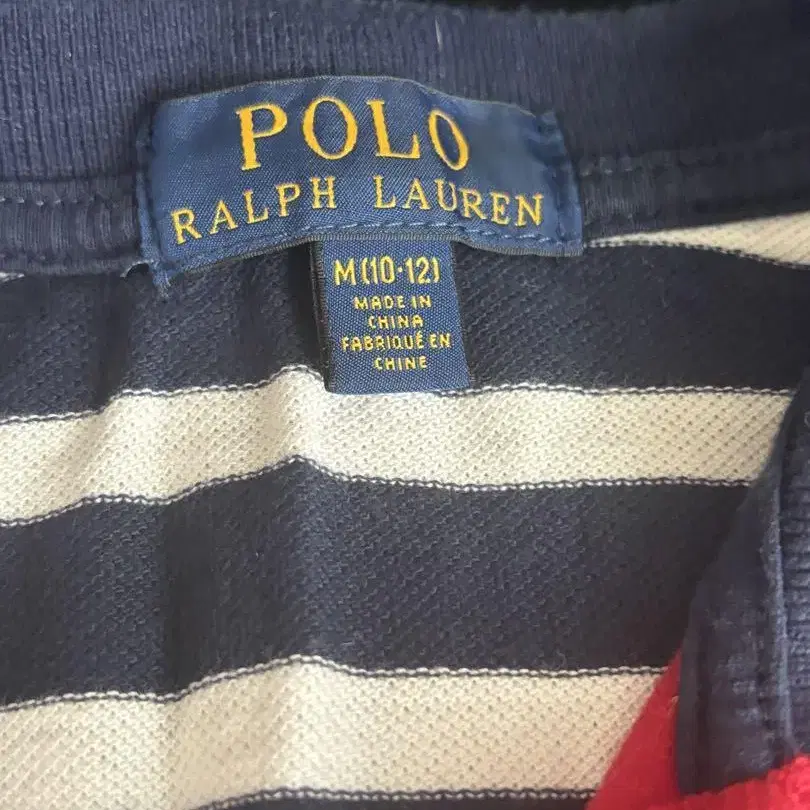 POLO
RALPH LAUREN
M(10·12)
MADE IN
CHINA
FABRIQUÉ EN
CHINE